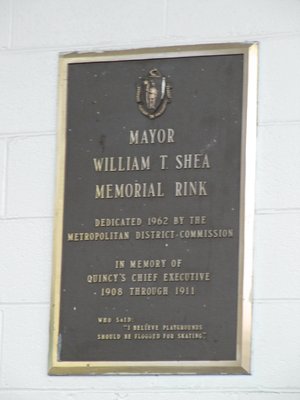 MAYOR
WILLIAM T. SHEA
MEMORIAL RINK
DEDICATED 1962 BY THE
METROPOLITAN DISTRICT COMMISSION
IN MEMORY OF
QUINCY'S CHIEF EXECUTIVE
1908 THROUGH 1911
WHO SAID:
"I BELIEVE PLAYGROUNDS
SHOULD BE FLOODED FOR SKATING."